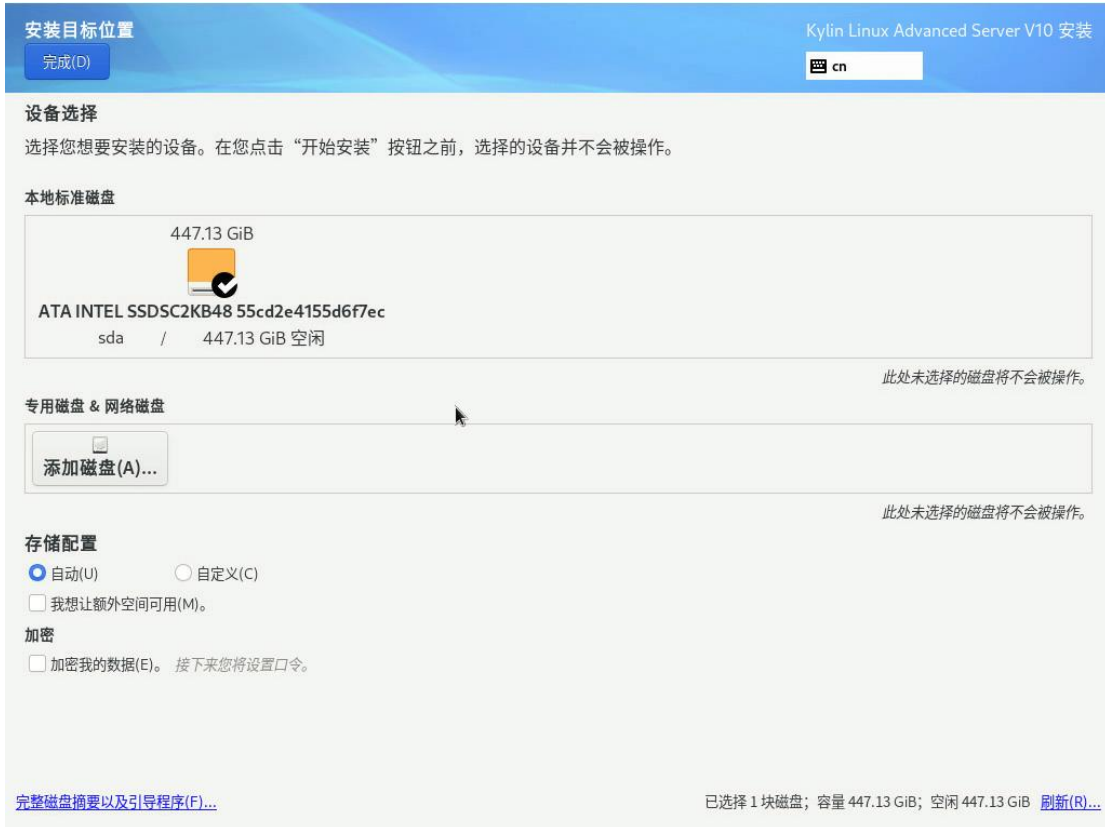 安装目标位置
Kylin Linux Advanced Server V10 安装
完成(D)
cn
设备选择
选择您想要安装的设备。在您点击“开始安装”按钮之前，选择的设备并不会被操作。
本地标准磁盘
447.13 GiB
ATA INTEL SSDSC2KB48 55cd2e4155d6f7ec
sda / 447.13 GiB 空闲
此处未选择的磁盘将不会被操作。
专用磁盘 & 网络磁盘
添加磁盘(A)...
此处未选择的磁盘将不会被操作。
存储配置
自动(U) 自定义(C)
我想让额外空间可用(M)。
加密
加密我的数据(E)。 接下来您将设置口令。
完整磁盘摘要以及引导程序(F)... 已选择 1 块磁盘；容量 447.13 GiB；空闲 447.13 GiB 刷新(R)...